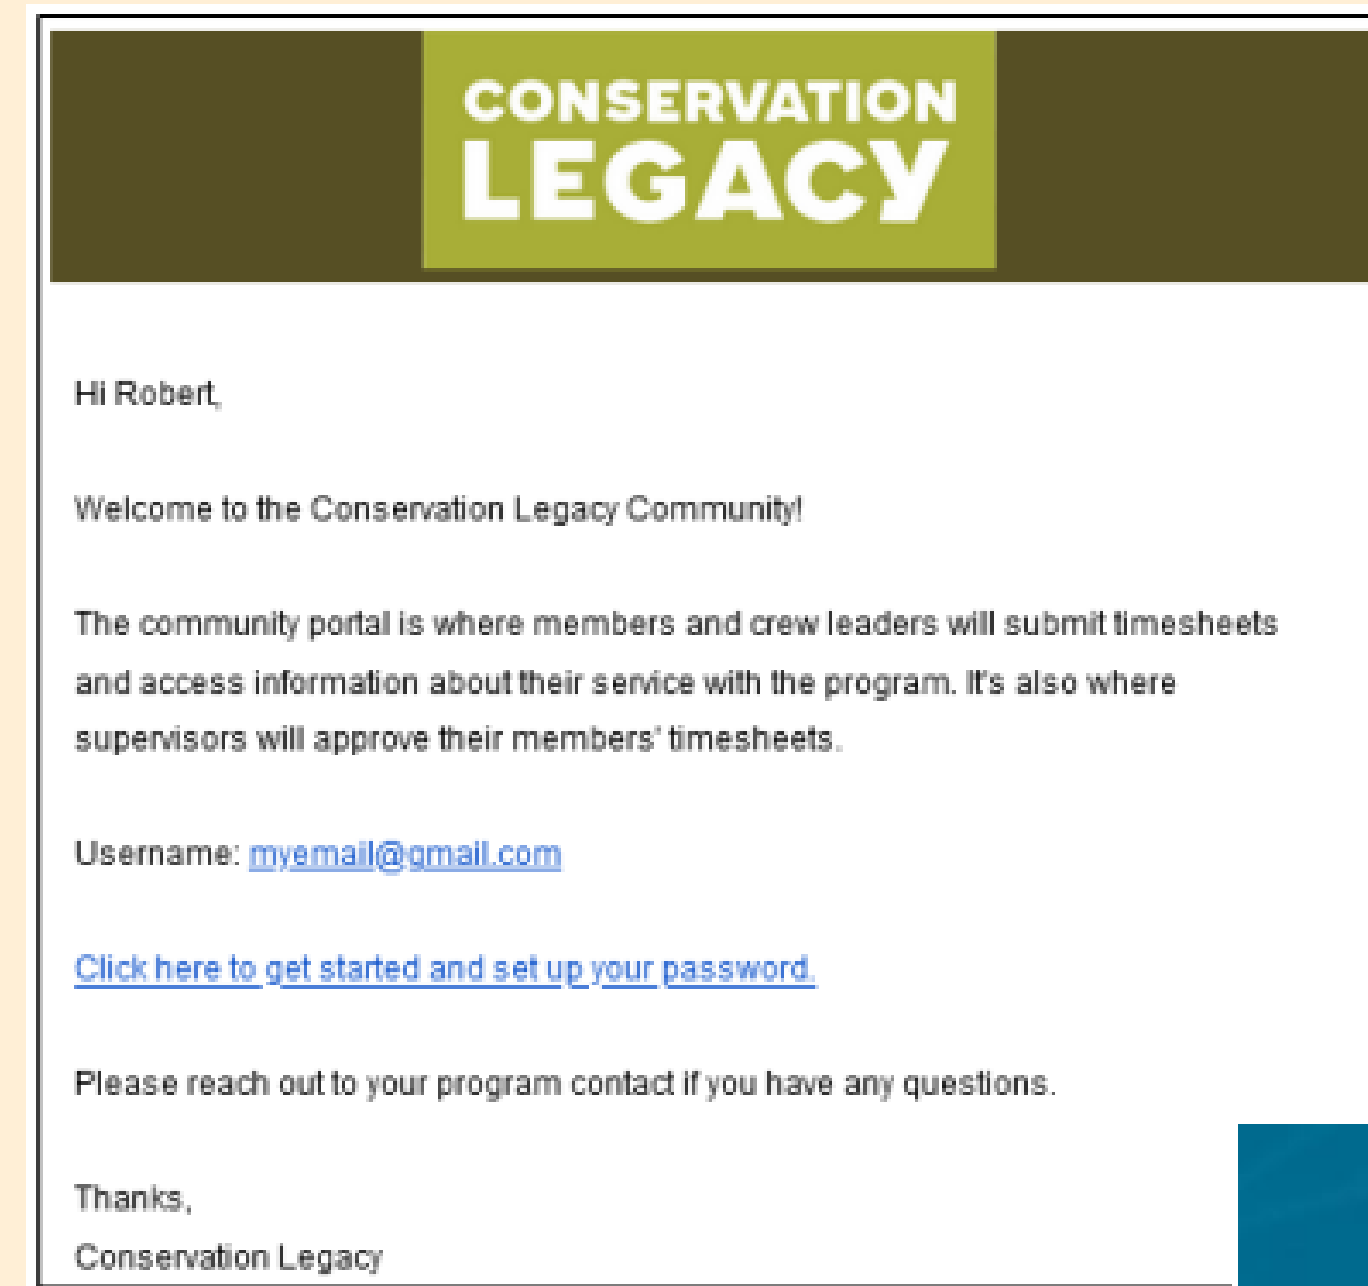 CONSERVATION
LEGACY
Hi Robert,
Welcome to the Conservation Legacy Community!
The community portal is where members and crew leaders will submit timesheets
and access information about their service with the program. It's also where
supervisors will approve their members' timesheets.
Username: myemail@gmail.com
Click here to get started and set up your password.
Please reach out to your program contact if you have any questions.
Thanks,
Conservation Legacy